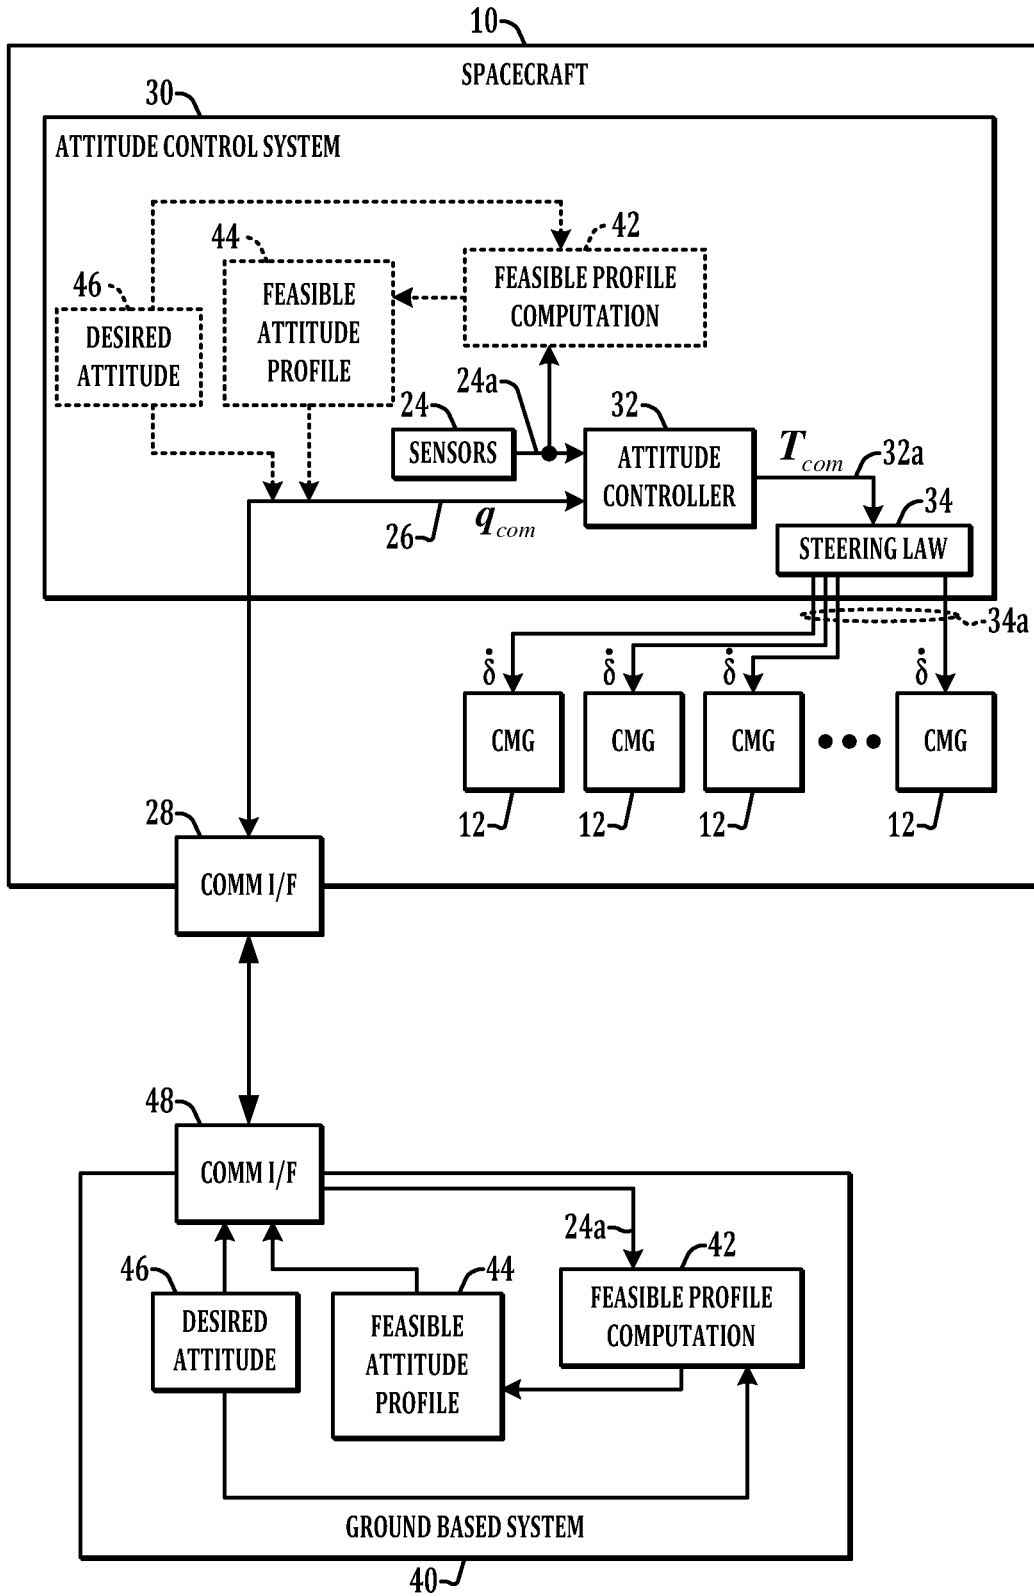 10
SPACECRAFT
30
ATTITUDE CONTROL SYSTEM
44
42
46
FEASIBLE
ATTITUDE
PROFILE
FEASIBLE PROFILE
COMPUTATION
DESIRED
ATTITUDE
24a
24
32
SENSORS
ATTITUDE
CONTROLLER
T com
32a
26
q com
34
STEERING LAW
34a
δ̇
δ̇
δ̇
δ̇
CMG
CMG
CMG
CMG
12
12
12
12
28
COMM I/F
48
COMM I/F
24a
42
46
44
FEASIBLE PROFILE
COMPUTATION
DESIRED
ATTITUDE
FEASIBLE
ATTITUDE
PROFILE
GROUND BASED SYSTEM
40